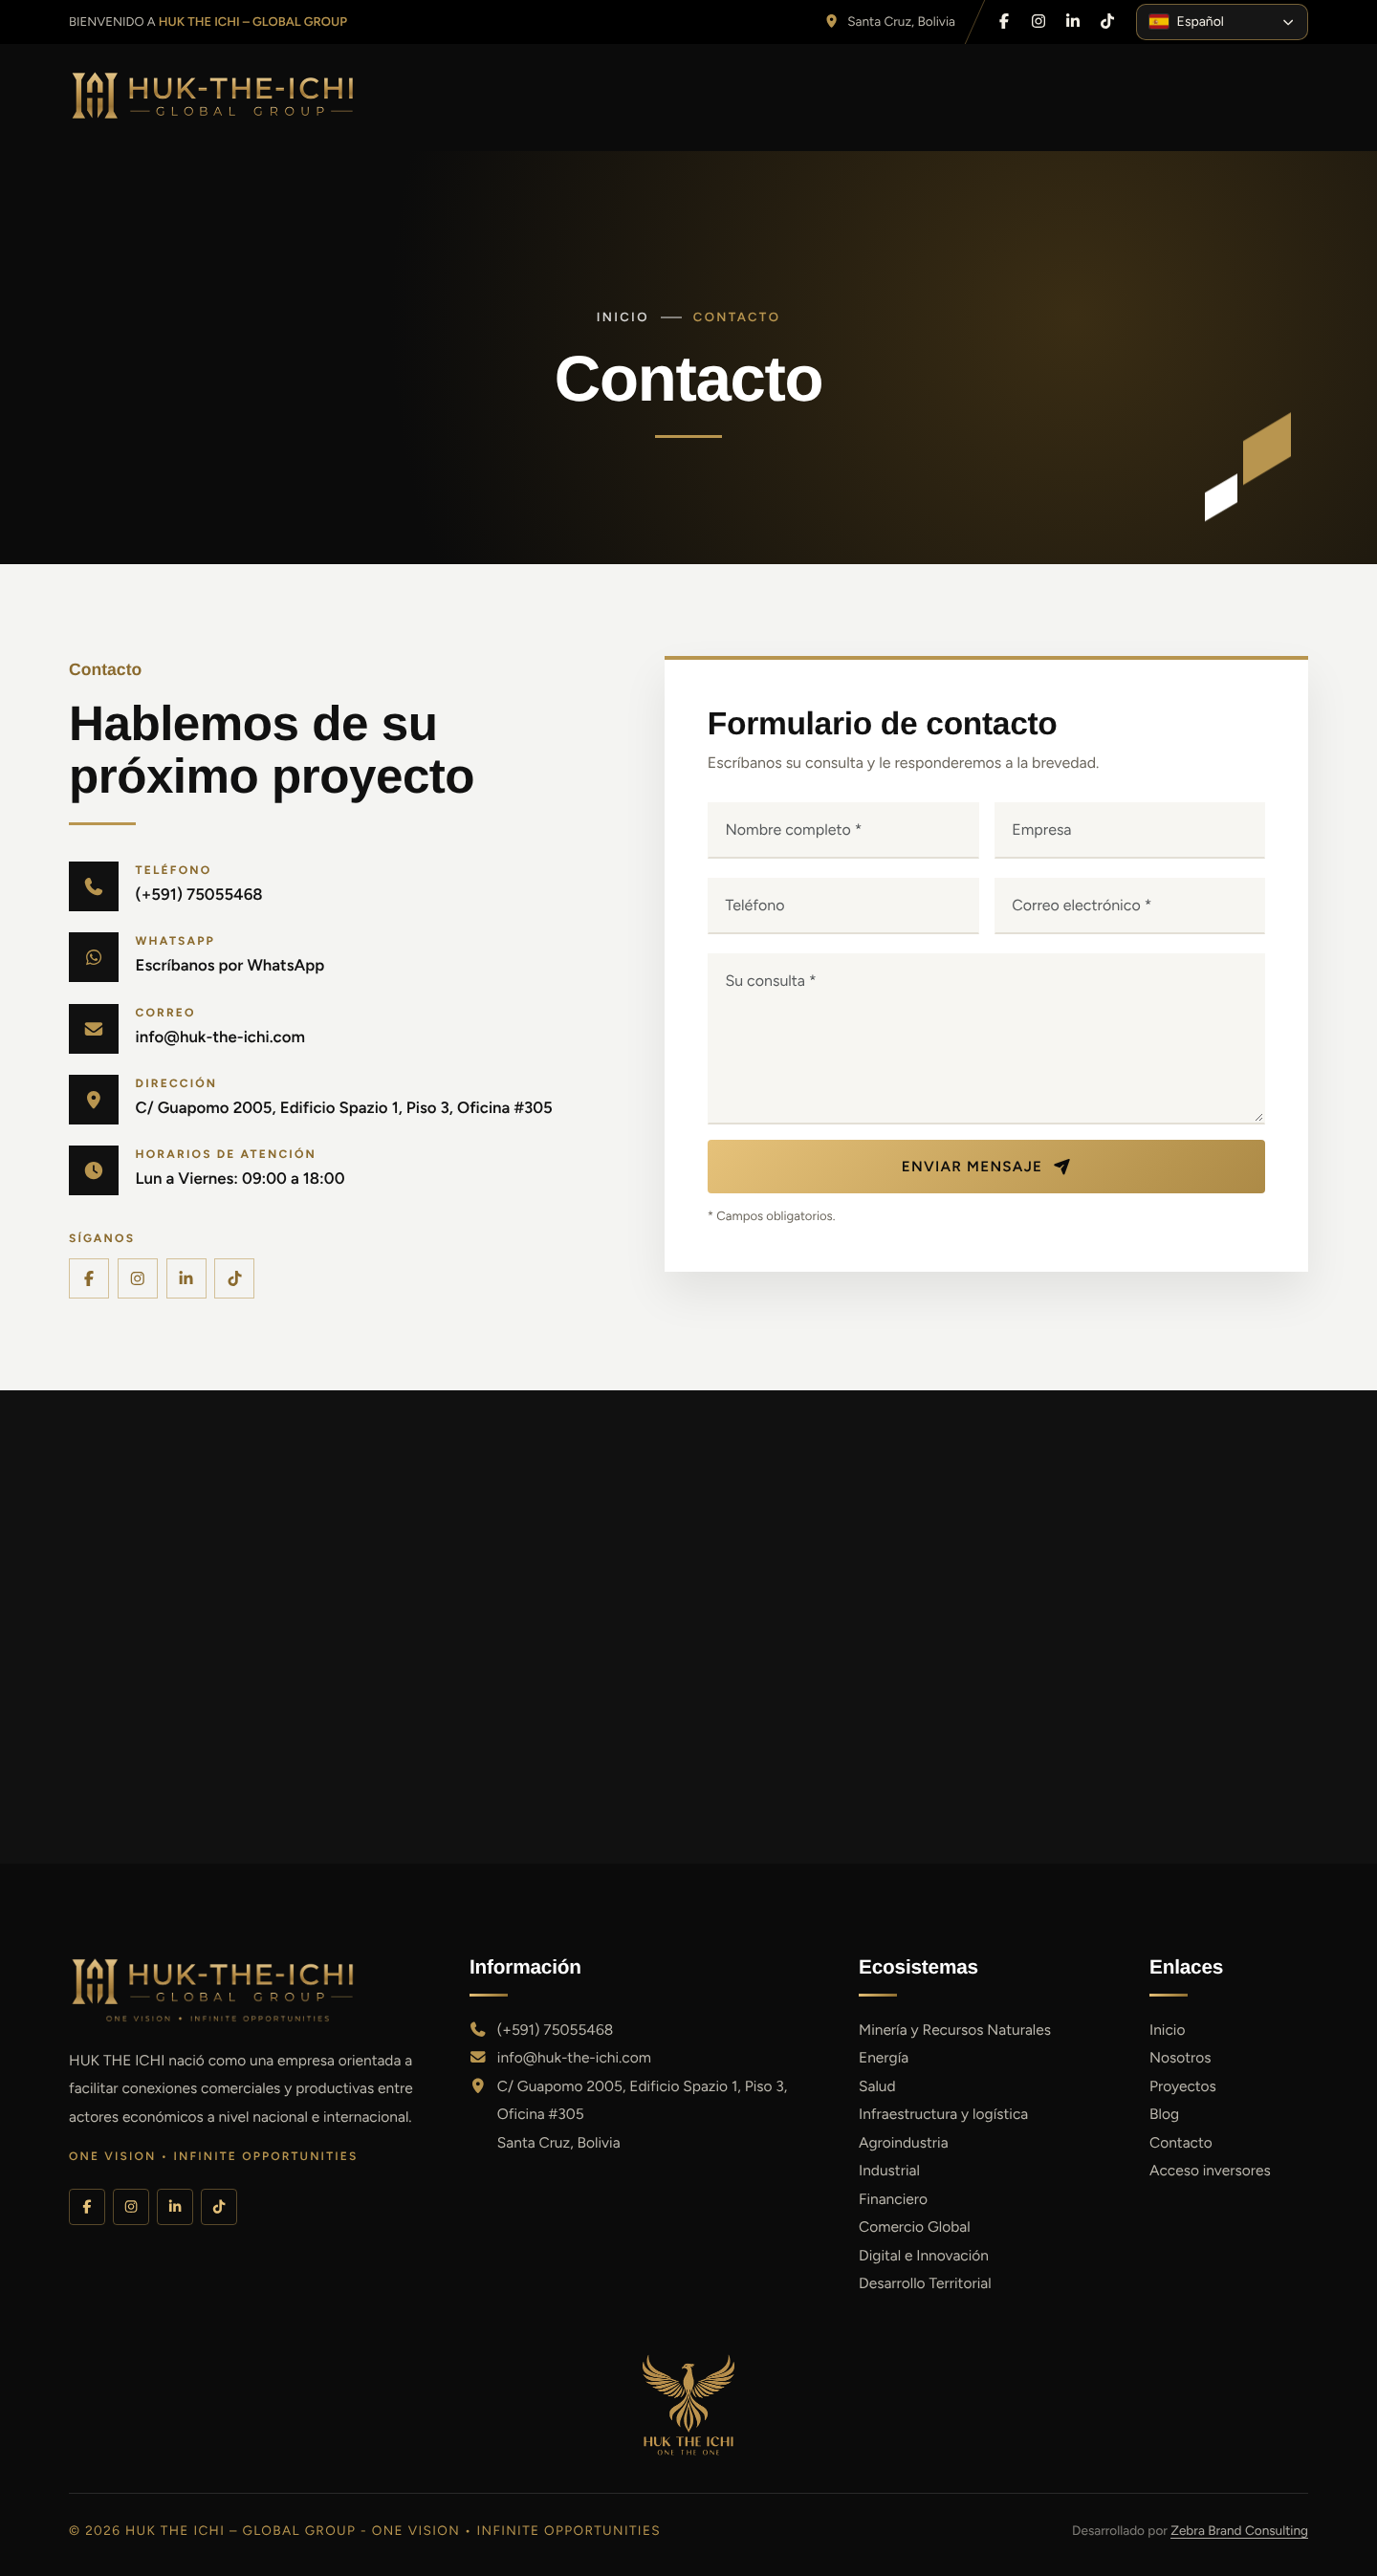 BIENVENIDO A HUK THE ICHI – GLOBAL GROUP
Santa Cruz, Bolivia
Español
HUK-THE-ICHI
GLOBAL GROUP
INICIO — CONTACTO
Contacto
Contacto
Hablemos de su
próximo proyecto
TELÉFONO
(+591) 75055468
WHATSAPP
Escríbanos por WhatsApp
CORREO
info@huk-the-ichi.com
DIRECCIÓN
C/ Guapomo 2005, Edificio Spazio 1, Piso 3, Oficina #305
HORARIOS DE ATENCIÓN
Lun a Viernes: 09:00 a 18:00
SÍGANOS
Formulario de contacto
Escríbanos su consulta y le responderemos a la brevedad.
Nombre completo *
Empresa
Teléfono
Correo electrónico *
Su consulta *
ENVIAR MENSAJE
* Campos obligatorios.
HUK-THE-ICHI
GLOBAL GROUP
ONE VISION • INFINITE OPPORTUNITIES
HUK THE ICHI nació como una empresa orientada a
facilitar conexiones comerciales y productivas entre
actores económicos a nivel nacional e internacional.
ONE VISION • INFINITE OPPORTUNITIES
Información
(+591) 75055468
info@huk-the-ichi.com
C/ Guapomo 2005, Edificio Spazio 1, Piso 3,
Oficina #305
Santa Cruz, Bolivia
Ecosistemas
Minería y Recursos Naturales
Energía
Salud
Infraestructura y logística
Agroindustria
Industrial
Financiero
Comercio Global
Digital e Innovación
Desarrollo Territorial
Enlaces
Inicio
Nosotros
Proyectos
Blog
Contacto
Acceso inversores
HUK THE ICHI
ONE THE ONE
© 2026 HUK THE ICHI – GLOBAL GROUP - ONE VISION • INFINITE OPPORTUNITIES
Desarrollado por Zebra Brand Consulting